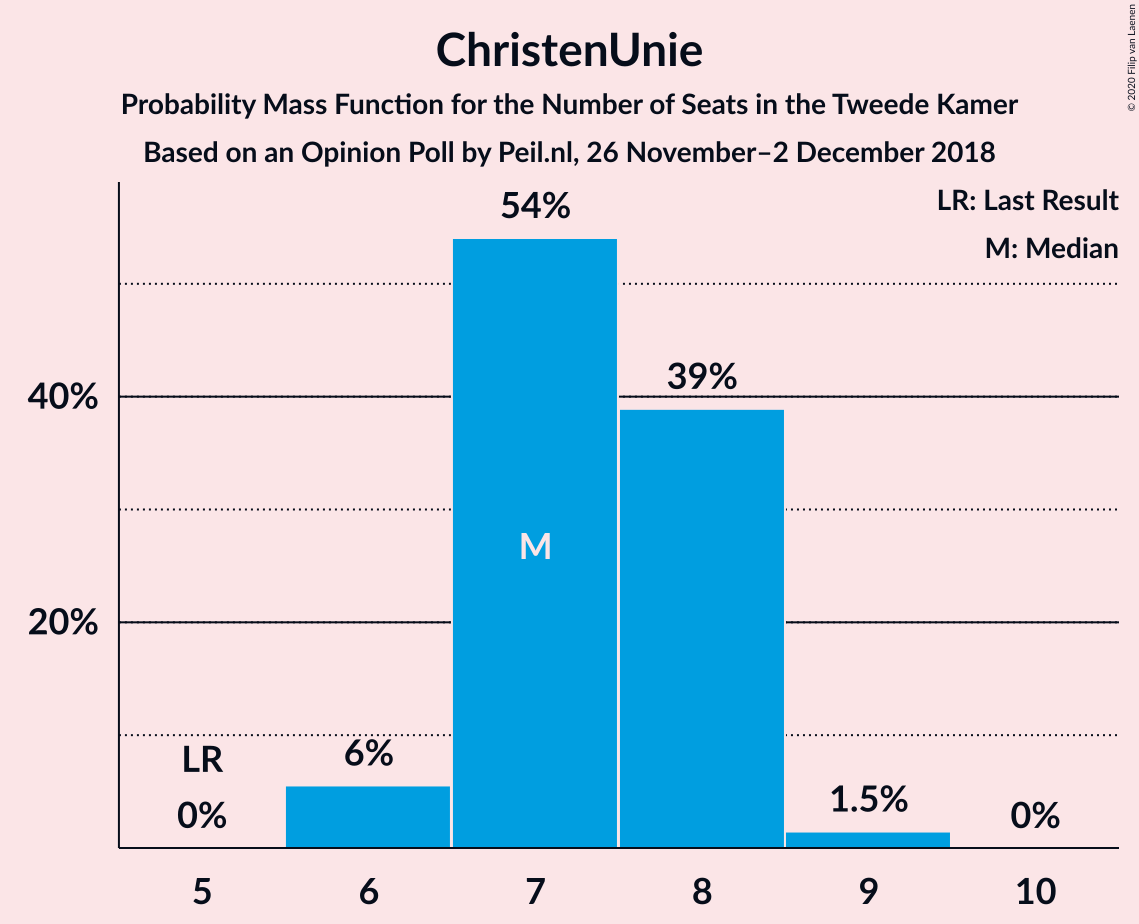 ChristenUnie
Probability Mass Function for the Number of Seats in the Tweede Kamer
Based on an Opinion Poll by Peil.nl, 26 November–2 December 2018
© 2020 Filip van Laenen
LR: Last Result
M: Median
54%
39%
40%
M
20%
LR
6%
0%
1.5%
0%
5 6 7 8 9 10